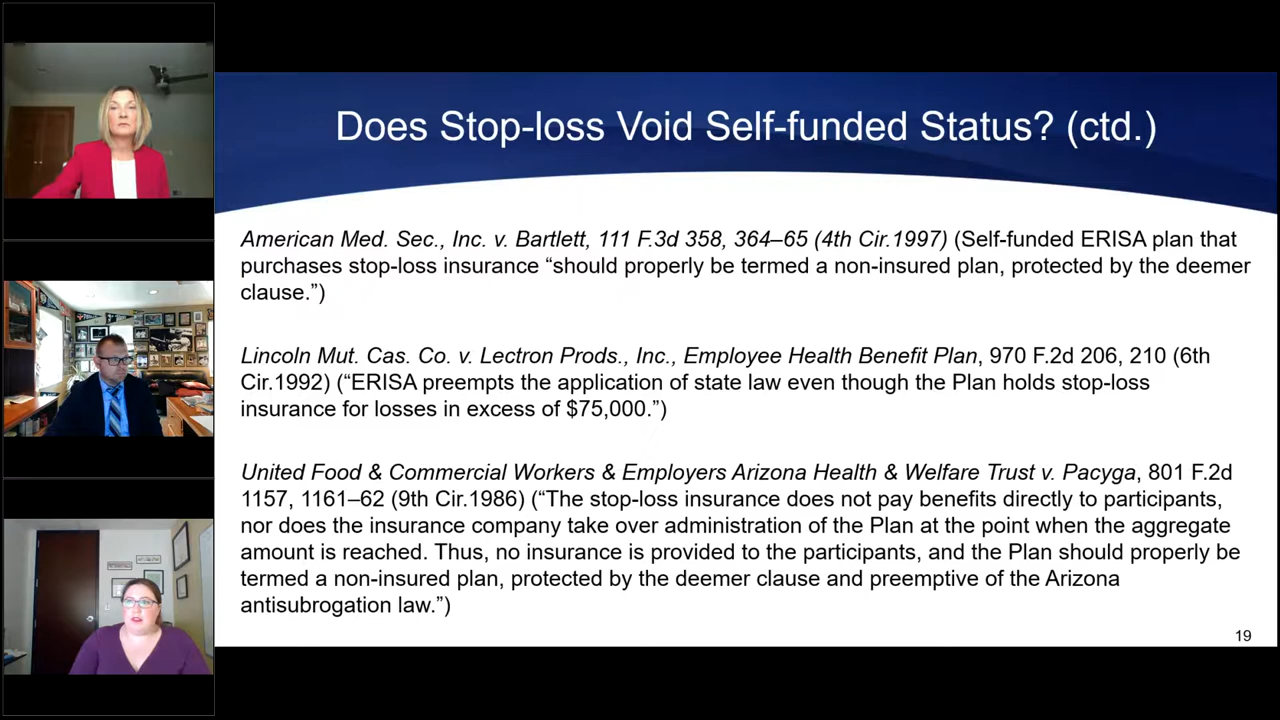 Does Stop-loss Void Self-funded Status? (ctd.)
American Med. Sec., Inc. v. Bartlett, 111 F.3d 358, 364–65 (4th Cir.1997) (Self-funded ERISA plan that
purchases stop-loss insurance “should properly be termed a non-insured plan, protected by the deemer
clause.”)
Lincoln Mut. Cas. Co. v. Lectron Prods., Inc., Employee Health Benefit Plan, 970 F.2d 206, 210 (6th
Cir.1992) (“ERISA preempts the application of state law even though the Plan holds stop-loss
insurance for losses in excess of $75,000.”)
United Food & Commercial Workers & Employers Arizona Health & Welfare Trust v. Pacyga, 801 F.2d
1157, 1161–62 (9th Cir.1986) (“The stop-loss insurance does not pay benefits directly to participants,
nor does the insurance company take over administration of the Plan at the point when the aggregate
amount is reached. Thus, no insurance is provided to the participants, and the Plan should properly be
termed a non-insured plan, protected by the deemer clause and preemptive of the Arizona
antisubrogation law.”)
19